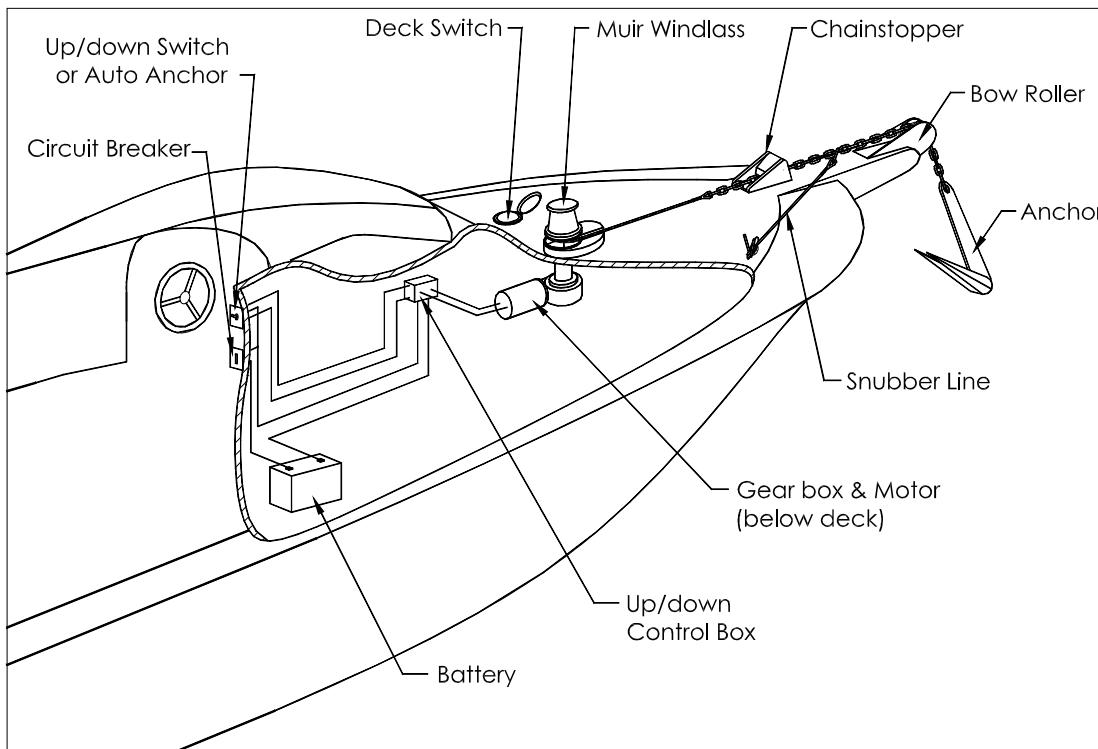 Deck Switch
Muir Windlass
Chainstopper
Up/down Switch
or Auto Anchor
Bow Roller
Circuit Breaker
Anchor
Snubber Line
Gear box & Motor
(below deck)
Up/down
Control Box
Battery